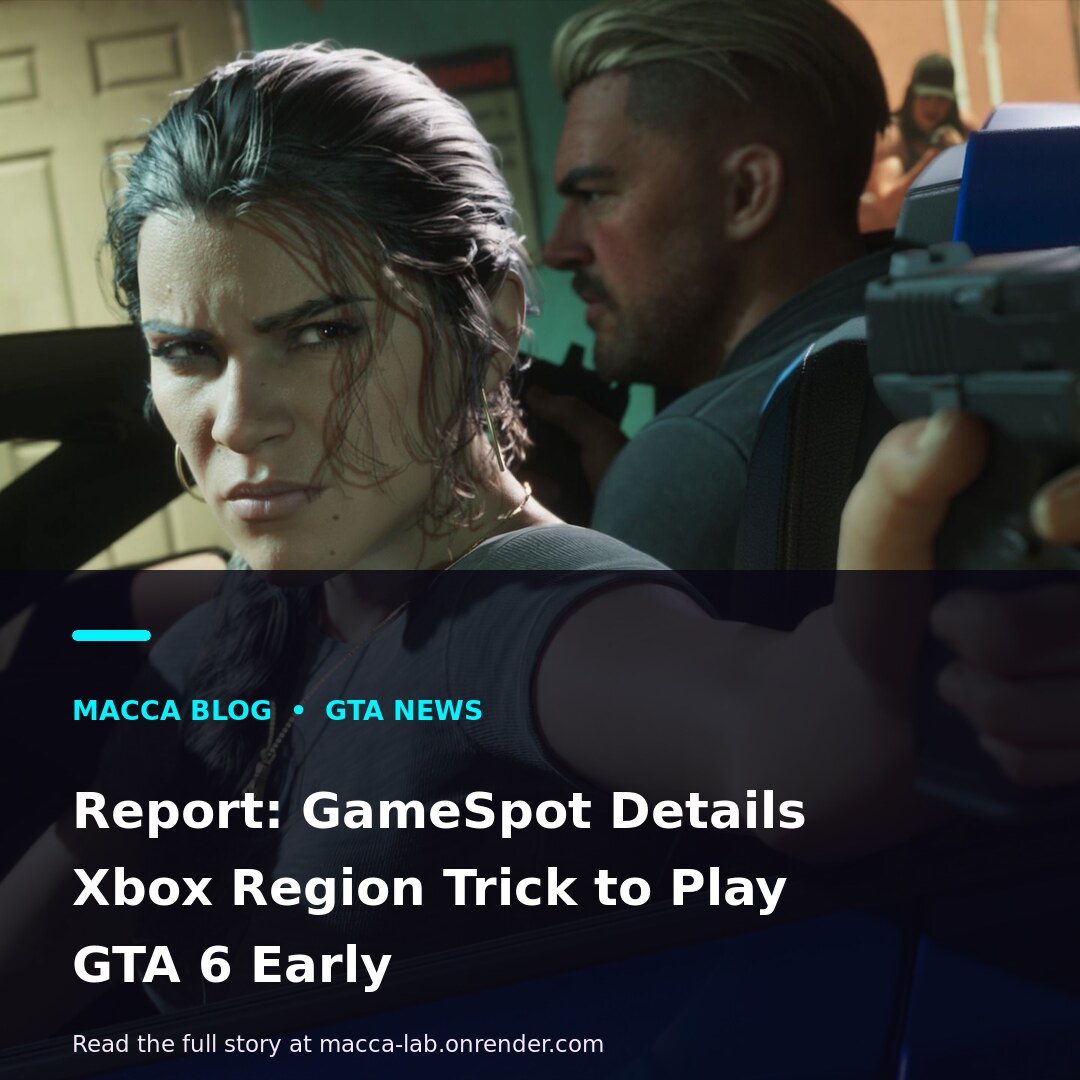 MACCA BLOG • GTA NEWS
Report: GameSpot Details
Xbox Region Trick to Play
GTA 6 Early
Read the full story at macca-lab.onrender.com